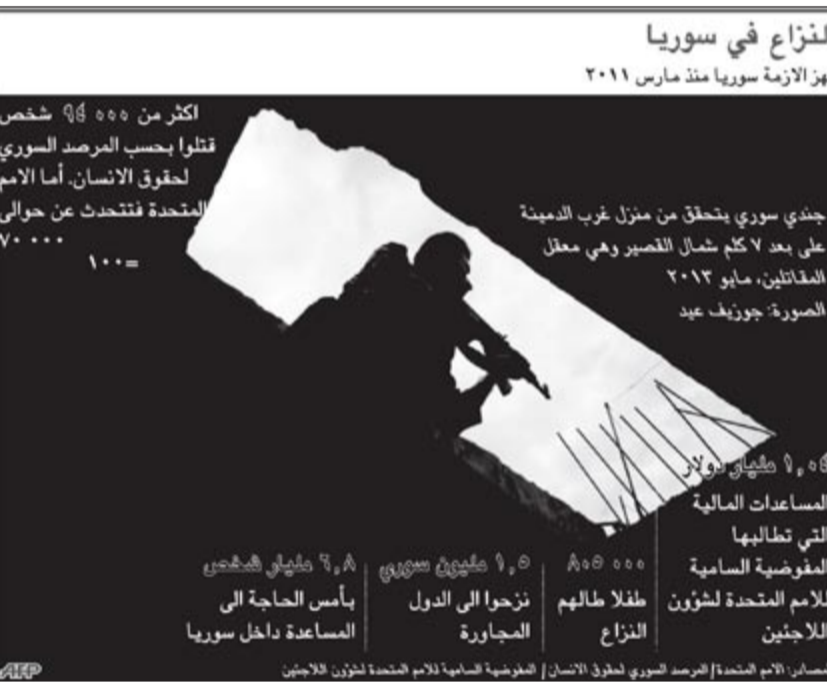 لنزاع في سوريا
هز الازمة سوريا منذ مارس ٢٠١١
اكثر من ٩٤ ٠٠٠ شخص
قتلوا بحسب المرصد السوري
لحقوق الانسان. أما الامم
المتحدة فتتحدث عن حوالى
٧٠ ٠٠٠
=١٠٠
جندي سوري يتحقق من منزل غرب الدمينة
على بعد ٧ كلم شمال القصير وهي معقل
المقاتلين، مايو ٢٠١٣
الصورة: جوزيف عيد
١,٠٤ مليار دولار
لمساعدات المالية
لتي تطالبها
لمفوضية السامية
للامم المتحدة لشؤون
اللاجئين
٨٠٥ ٠٠٠
طفلا طالهم
النزاع
١,٥ مليون سوري
نزحوا الى الدول
المجاورة
٦,٨ مليار شخص
بأمس الحاجة الى
المساعدة داخل سوريا
مصادر: الامم المتحدة/ المرصد السوري لحقوق الانسان/ المفوضية السامية للامم المتحدة لشؤون اللاجئين
AFP